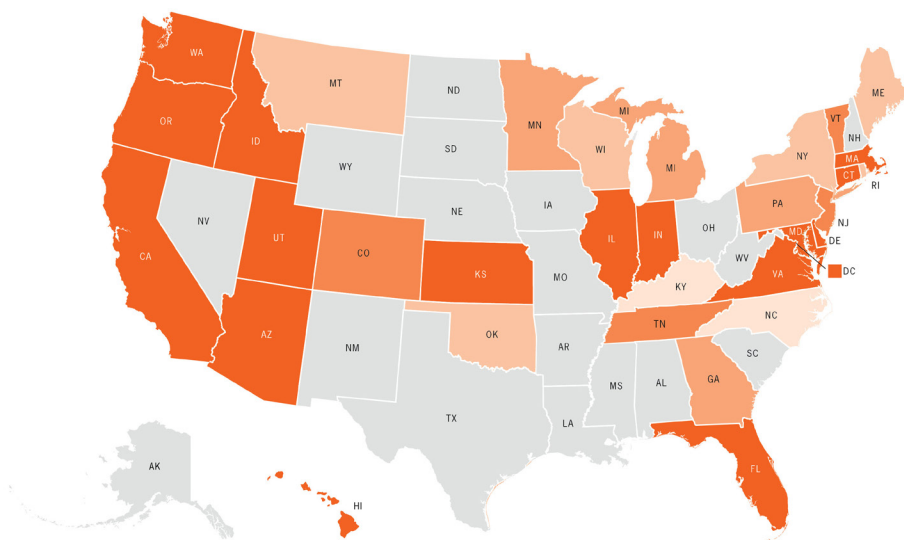 WA
MT
ND
ME
VT
NH
OR
ID
MN
MI
WI
MI
NY
MA
CT
RI
SD
WY
IA
NE
PA
NJ
NV
UT
CO
IL
IN
OH
MD
DE
WV
DC
CA
KS
MO
KY
VA
AZ
NM
OK
TN
NC
AR
SC
MS
AL
GA
TX
LA
AK
FL
HI